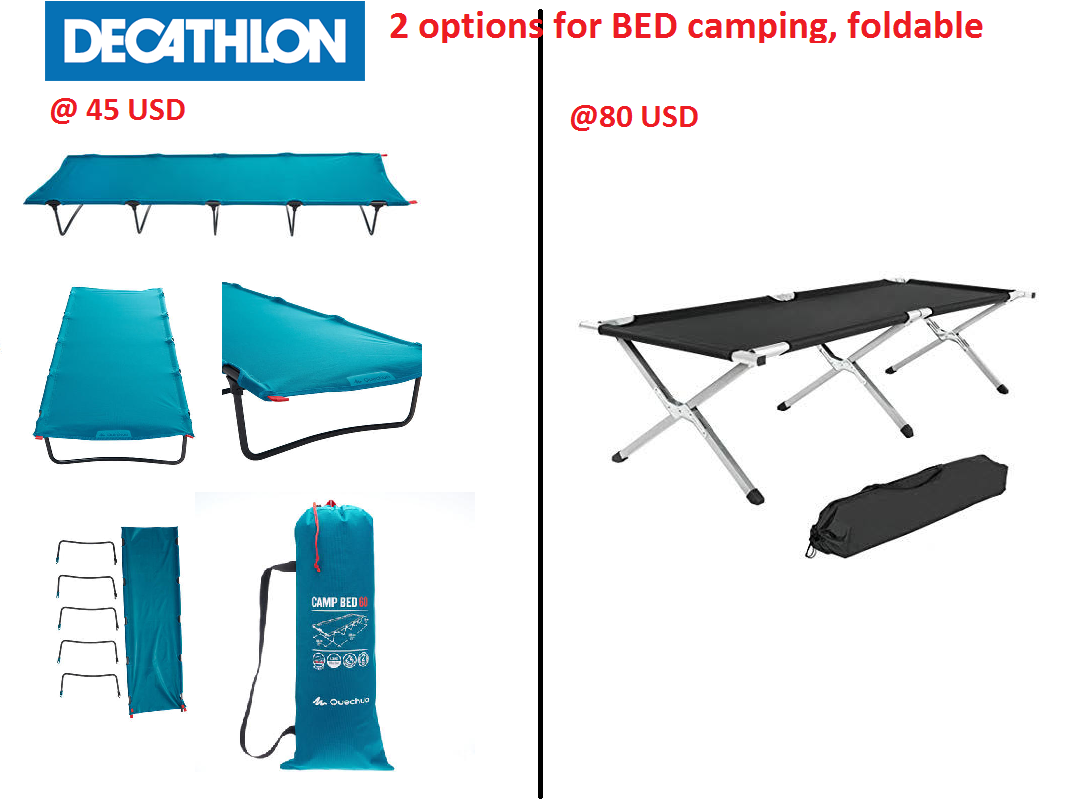 DECATHLON
2 options for BED camping, foldable
@ 45 USD
@80 USD
CAMP BED
Quechua